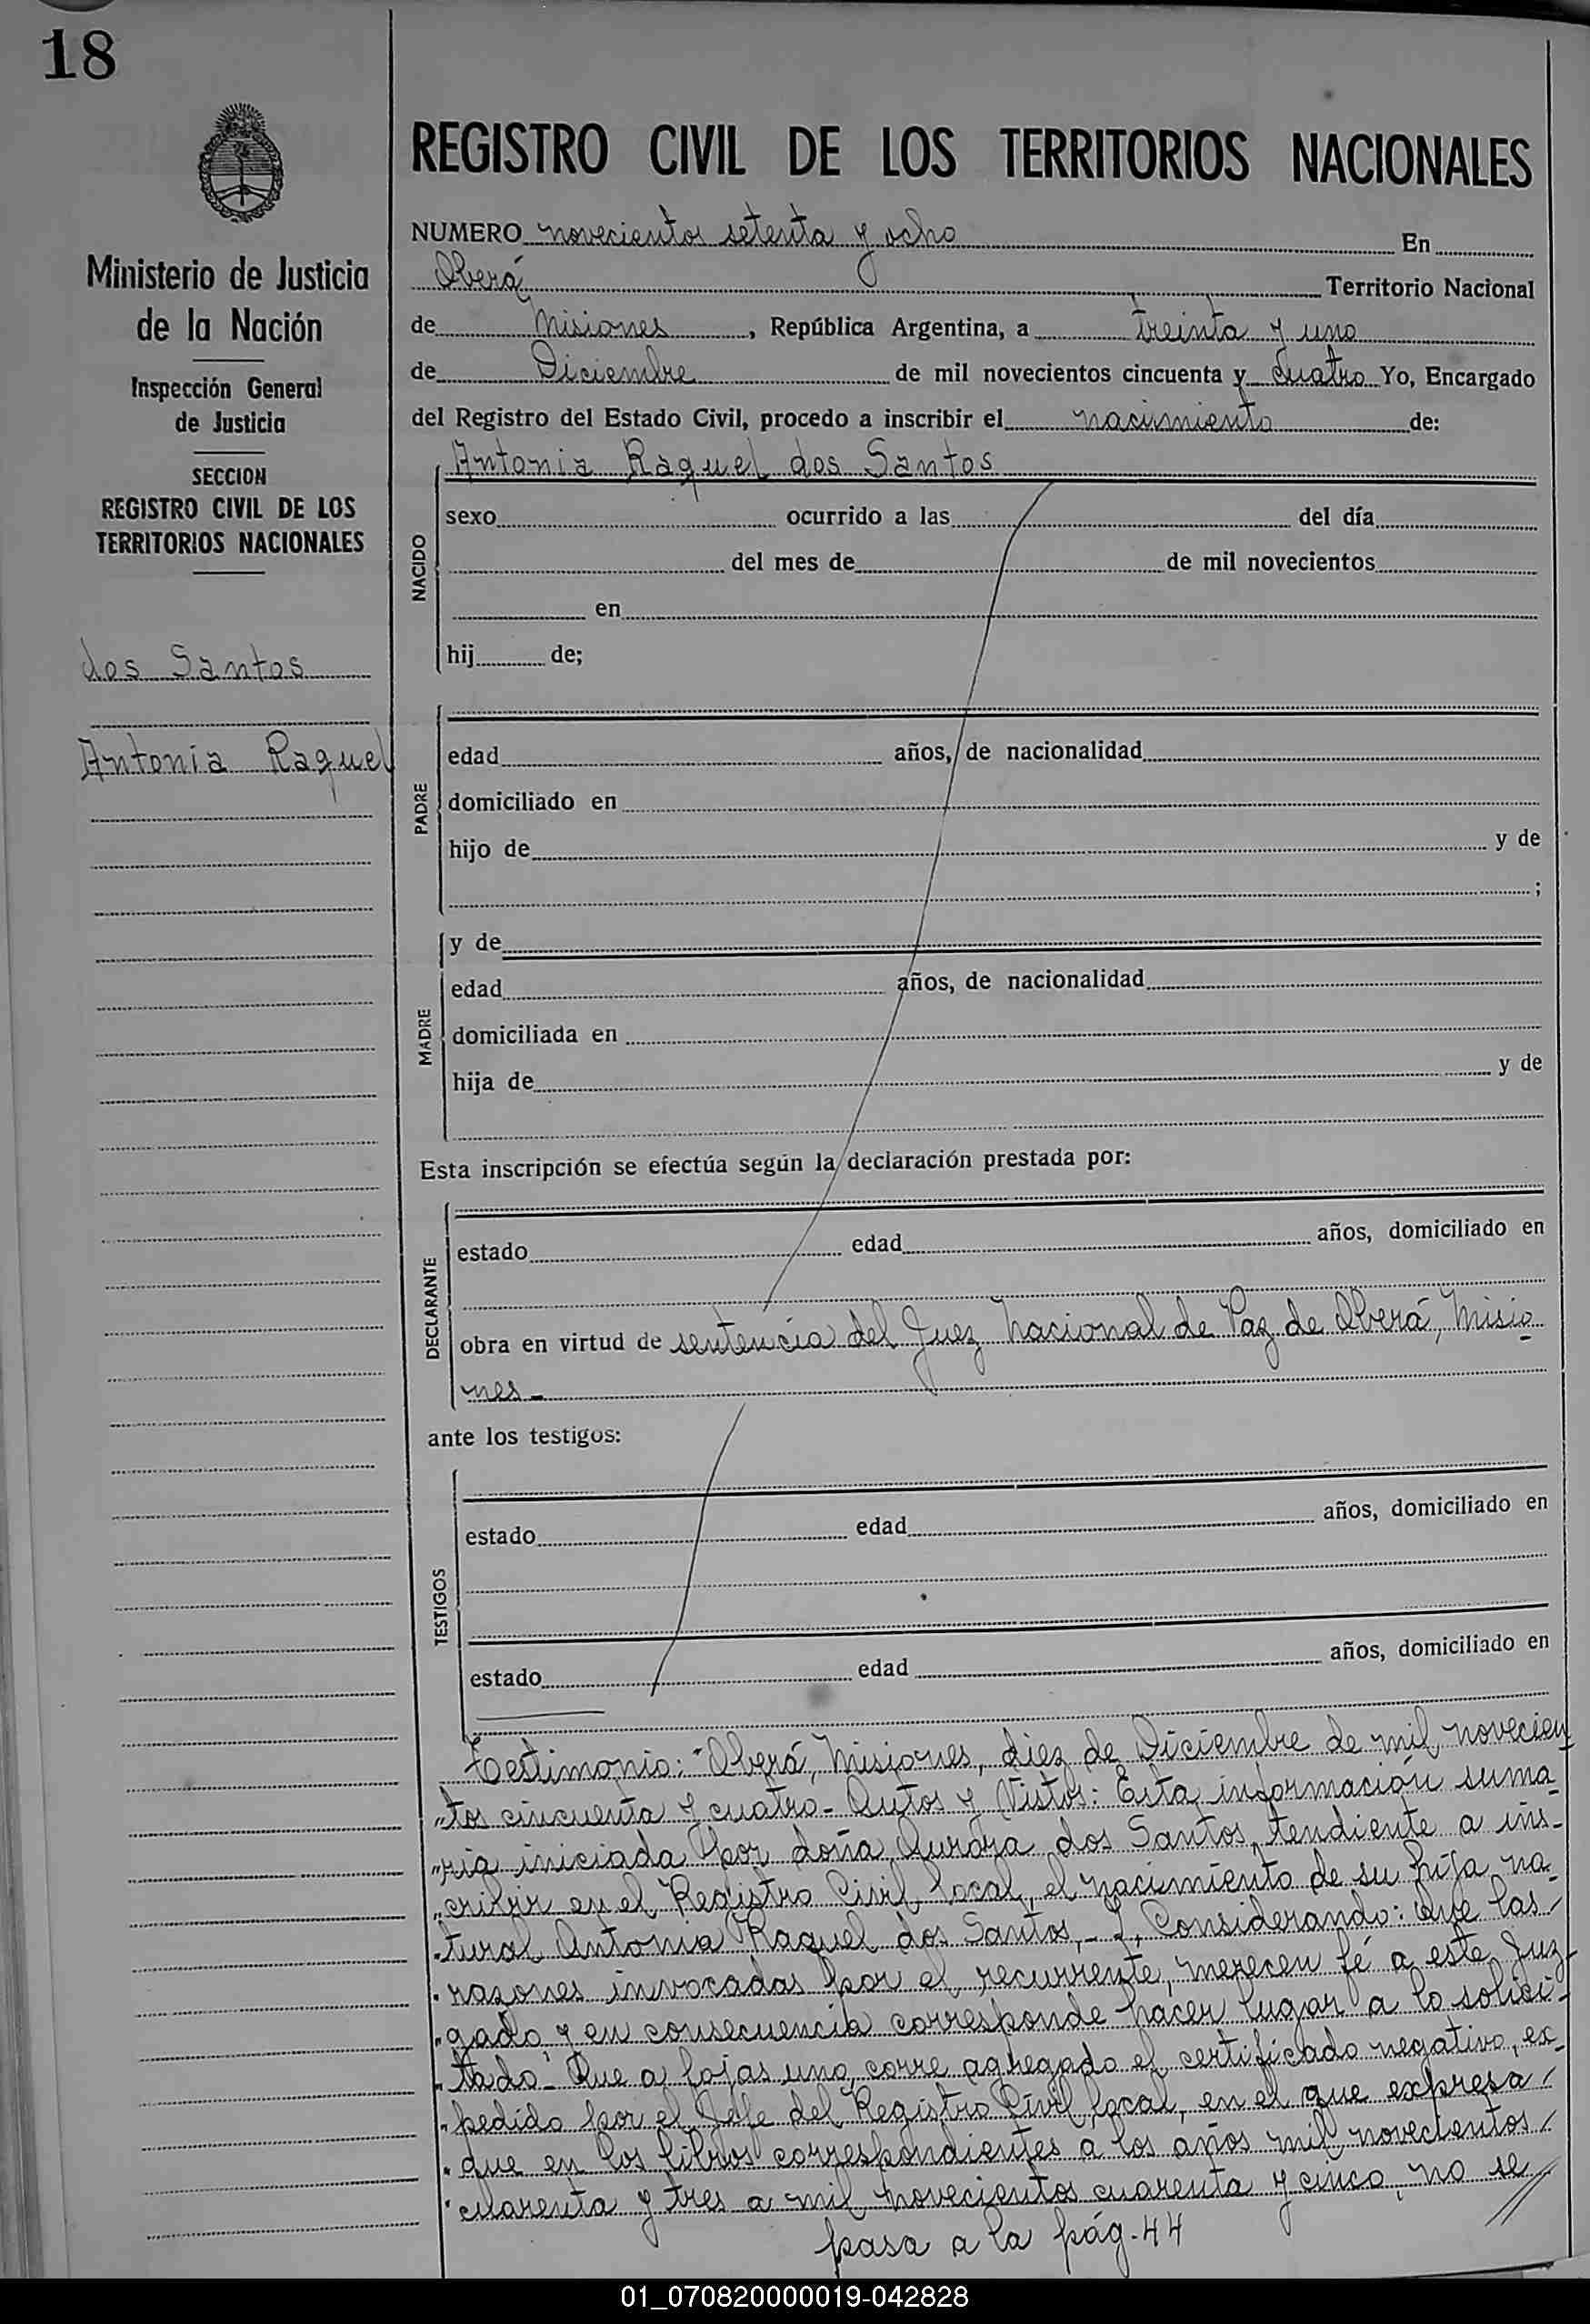 18
Ministerio de Justicia
de la Nación
Inspección General
de Justicia
SECCION
REGISTRO CIVIL DE LOS
TERRITORIOS NACIONALES
dos Santos
Antonia Raquel
REGISTRO CIVIL DE LOS TERRITORIOS NACIONALES
NUMERO novecientos setenta y ocho En
Oberá Territorio Nacional
de Misiones, República Argentina, a treinta y uno
de Diciembre de mil novecientos cincuenta y cuatro Yo, Encargado
del Registro del Estado Civil, procedo a inscribir el nacimiento de:
Antonia Raquel dos Santos
NACIDO
sexo ocurrido a las del día
del mes de de mil novecientos
en
hij de;
PADRE
edad años, de nacionalidad
domiciliado en
hijo de y de
;
MADRE
y de
edad años, de nacionalidad
domiciliada en
hija de y de
Esta inscripción se efectúa según la declaración prestada por:
DECLARANTE
estado edad años, domiciliado en
obra en virtud de sentencia del Juez Nacional de Paz de Oberá, Misio
nes-
ante los testigos:
TESTIGOS
estado edad años, domiciliado en
estado edad años, domiciliado en
Testimonio: "Oberá, Misiones, diez de Diciembre de mil novecien
"tos cincuenta y cuatro- Autos y Vistos: Esta información suma
"ria iniciada por doña Aurora dos Santos, tendiente a ins-
"cribir en el Registro Civil local, el nacimiento de su hija na-
"tural Antonia Raquel dos Santos,- Y, Considerando: Que las
"razones invocadas por el recurrente, merecen fé a este Juz-
"gado y en consecuencia corresponde hacer lugar a lo solici-
"tado- Que a fojas uno, corre agregado el certificado negativo, ex-
"pedido por el Jefe del Registro Civil local, en el que expresa
"que en los libros correspondientes a los años mil novecientos
"cuarenta y tres a mil novecientos cuarenta y cinco, no se //
pasa a la pág-44
01_070820000019-042828